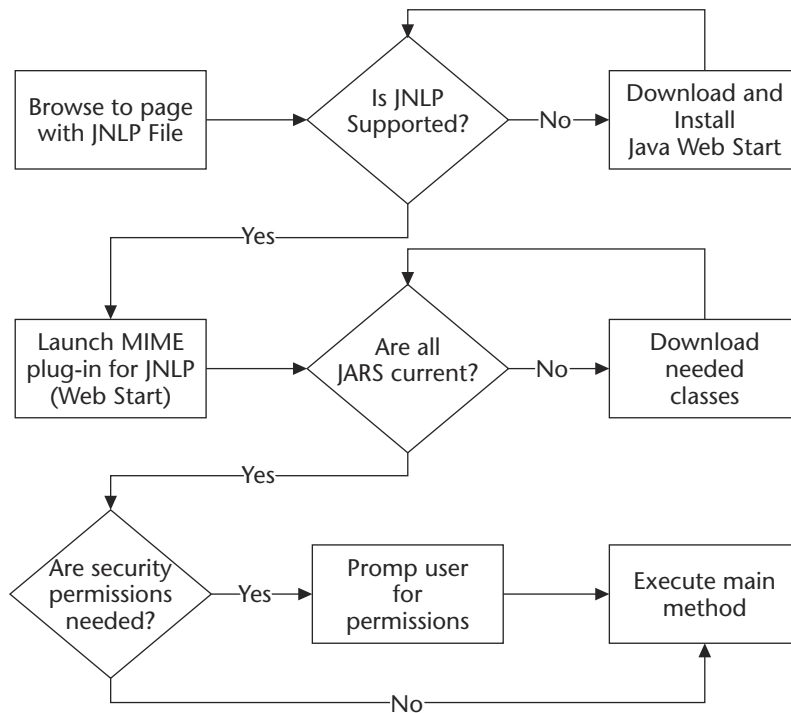 Browse to page
with JNLP File
Is JNLP
Supported?
No
Download and
Install
Java Web Start
Yes
Launch MIME
plug-in for JNLP
(Web Start)
Are all
JARS current?
No
Download
needed
classes
Yes
Are security
permissions
needed?
Yes
Promp user
for
permissions
Execute main
method
No